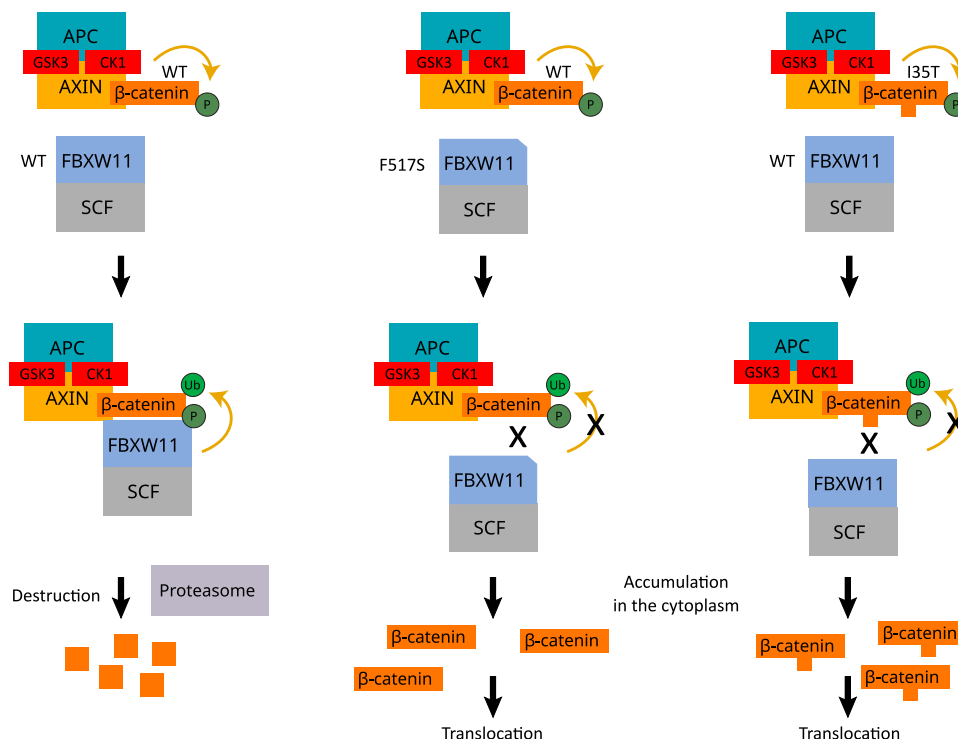 APC
GSK3 CK1
WT
AXIN
β-catenin
P
WT
FBXW11
SCF
APC
GSK3 CK1
WT
AXIN
β-catenin
P
F517S
FBXW11
SCF
APC
GSK3 CK1
I35T
AXIN
β-catenin
P
WT
FBXW11
SCF
APC
GSK3 CK1
Ub
AXIN
β-catenin
P
FBXW11
SCF
APC
GSK3 CK1
Ub
AXIN
β-catenin
P
X
X
FBXW11
SCF
APC
GSK3 CK1
Ub
AXIN
β-catenin
P
X
X
FBXW11
SCF
Destruction
Proteasome
Accumulation
in the cytoplasm
β-catenin
β-catenin
β-catenin
Translocation
β-catenin
β-catenin
β-catenin
Translocation